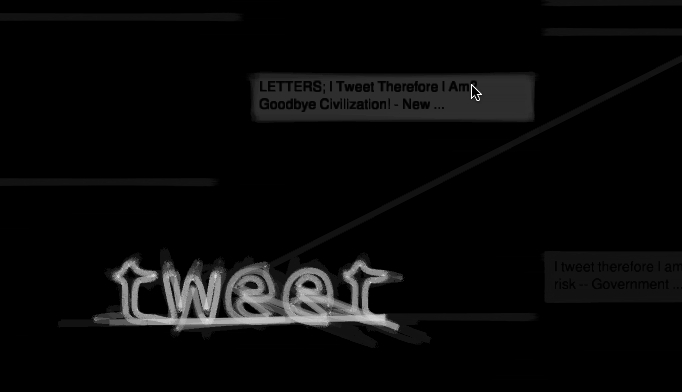 LETTERS; I Tweet Therefore I Am?
Goodbye Civilization! - New ...
I tweet therefore I am
risk -- Government ...
tweet